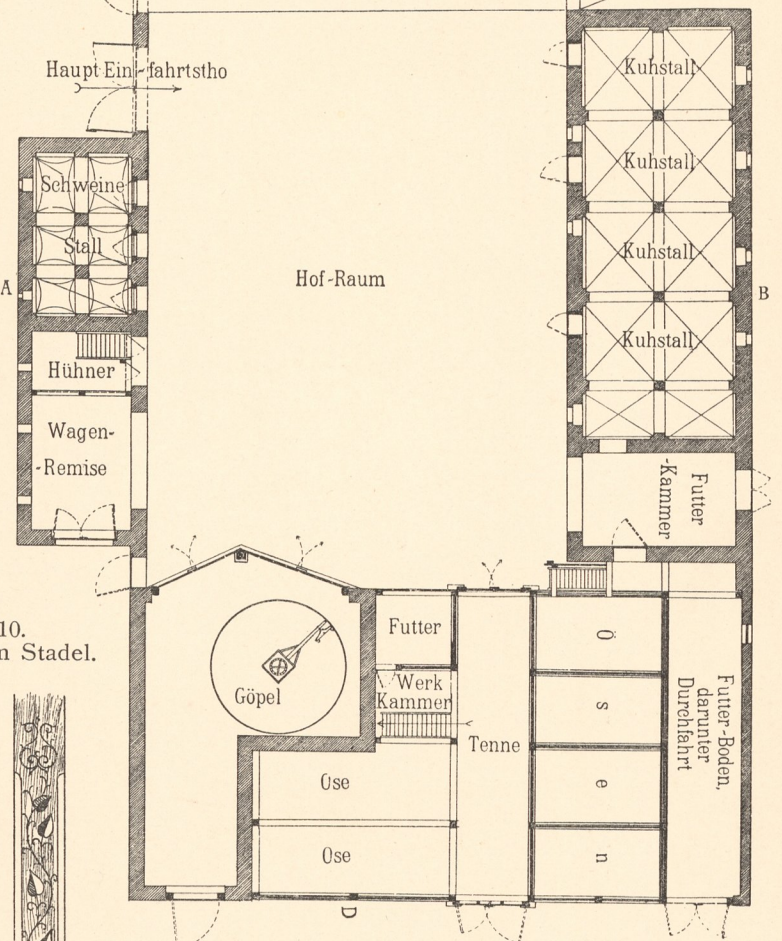 Haupt Ein-fahrtstho
Kuhstall
Kuhstall
Kuhstall
Kuhstall
Schweine
Stall
Hof-Raum
A
B
Hühner
Wagen-
-Remise
Futter
-Kammer
10.
n Stadel.
Göpel
Futter
Werk
Kammer
Tenne
Ose
Ose
Ö
s
e
n
Futter-Boden,
darunter
Durchfahrt
D